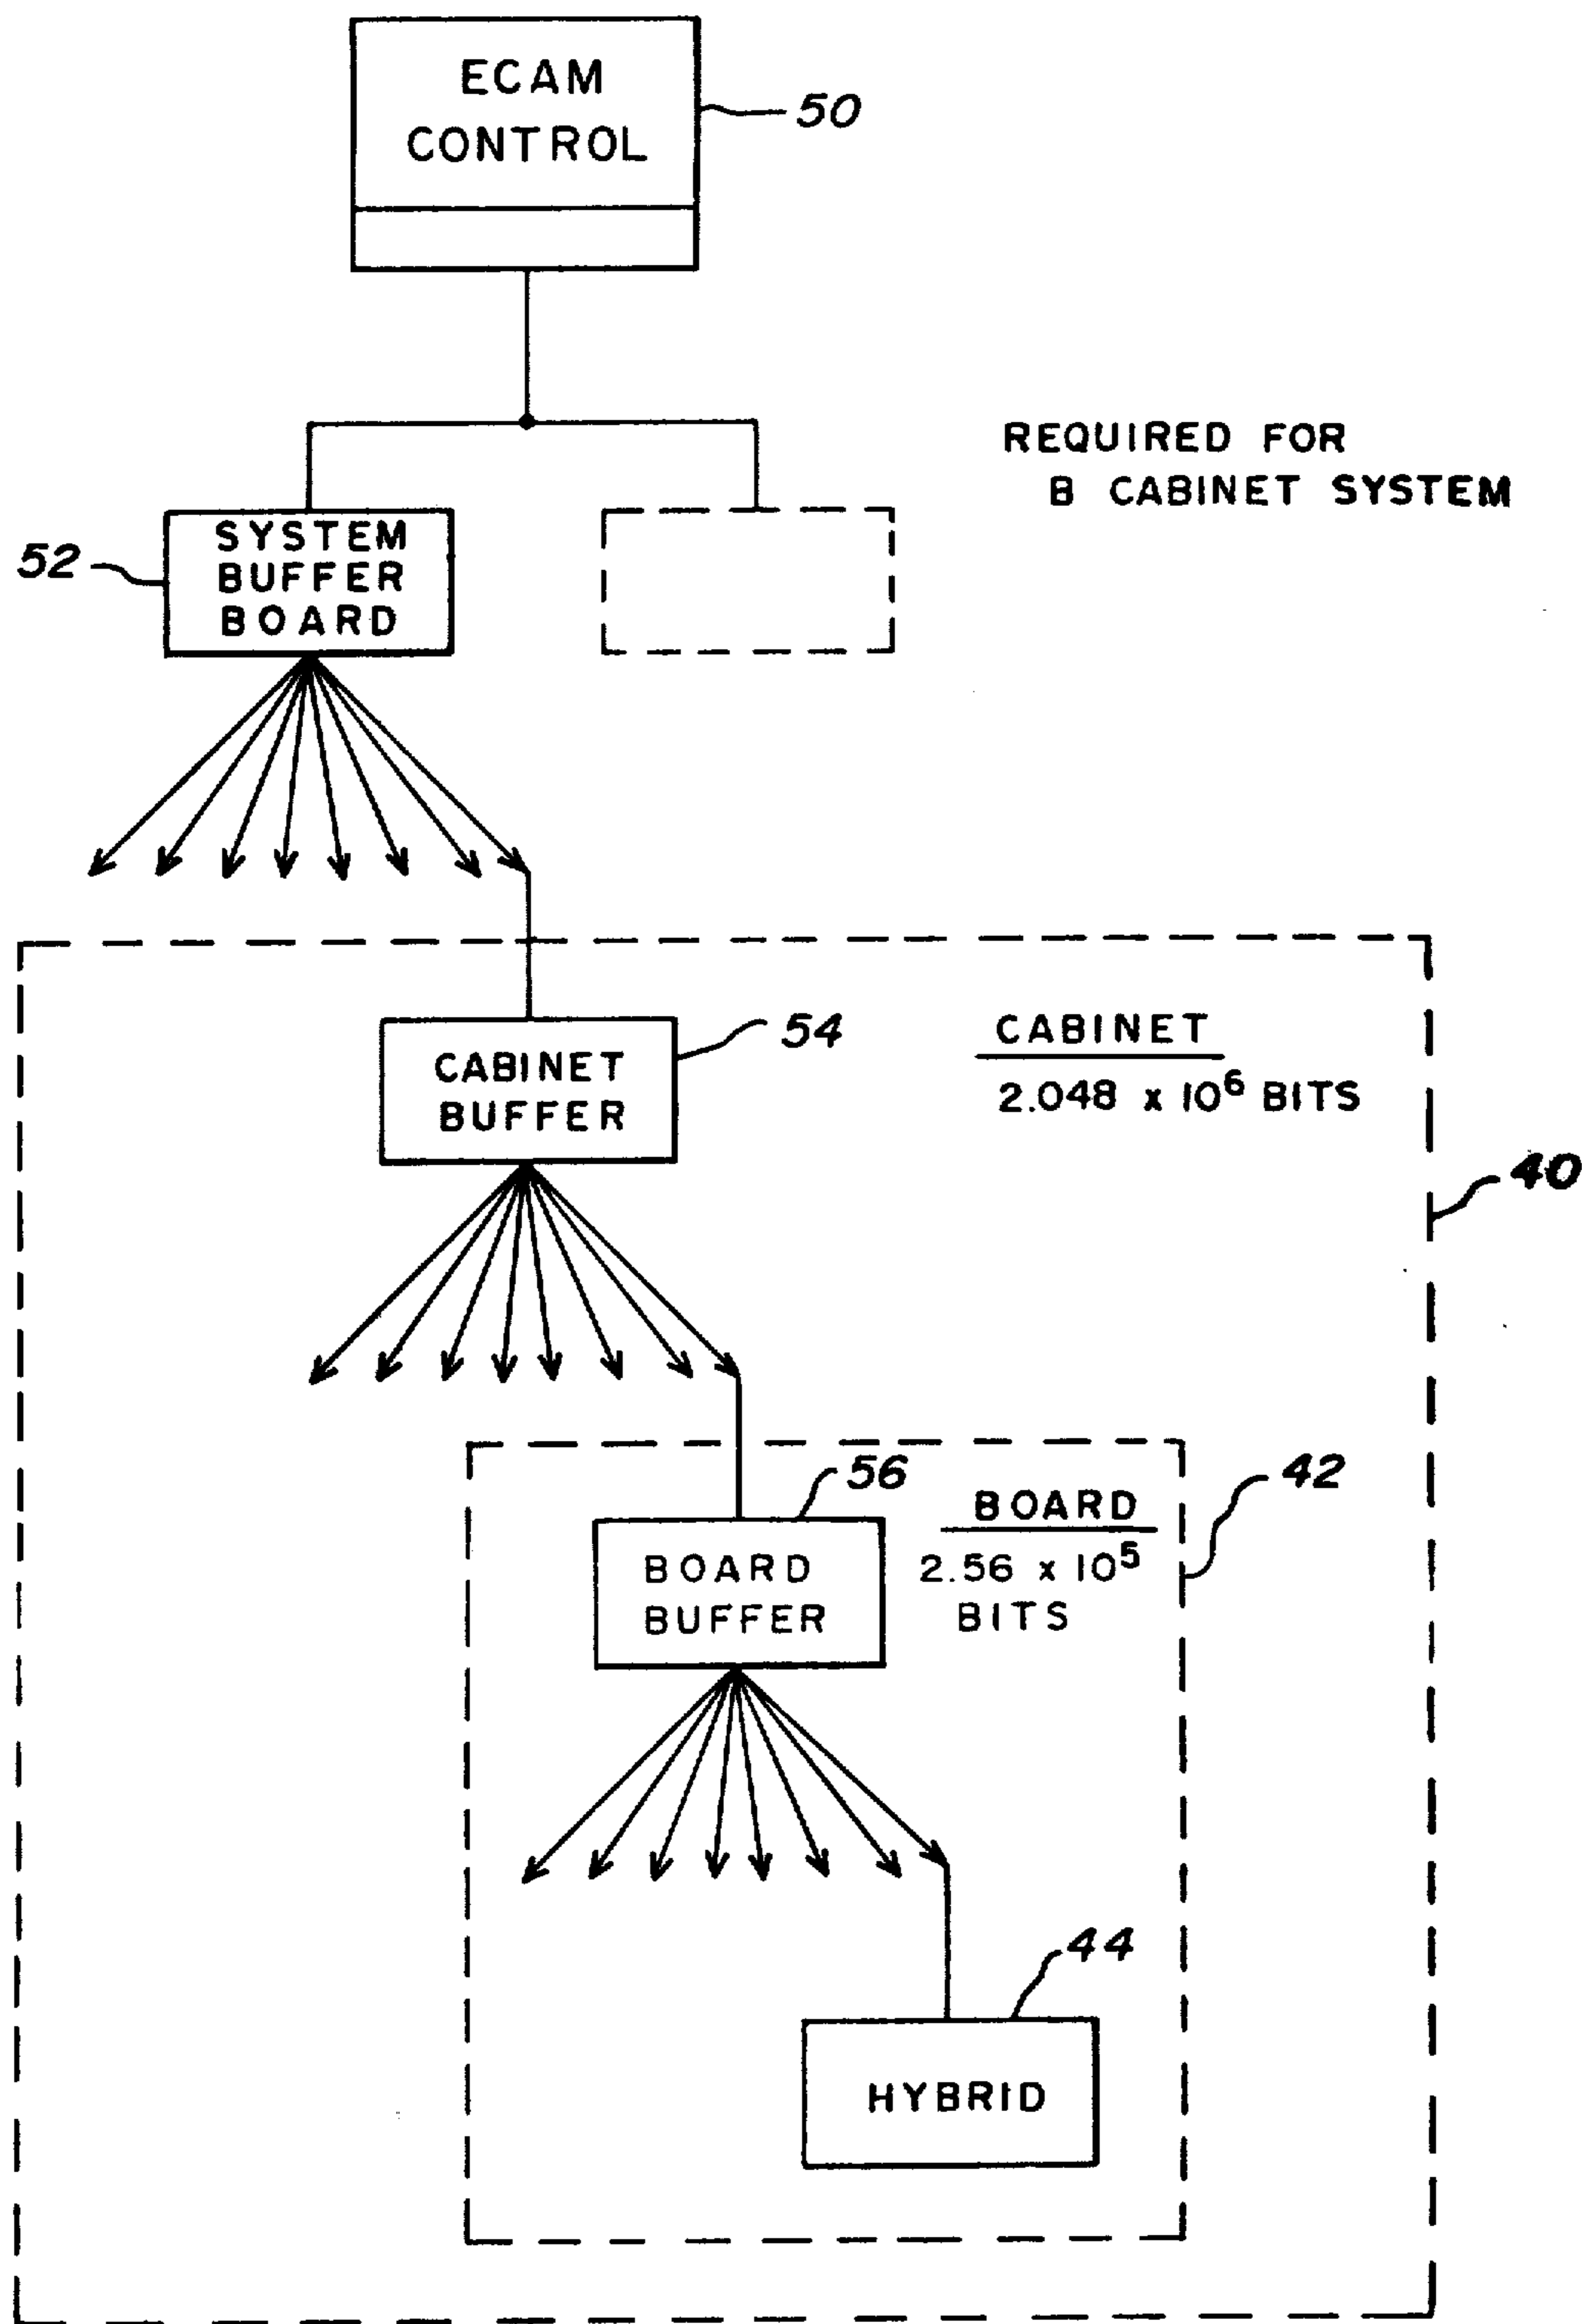 ECAM
CONTROL
50
REQUIRED FOR
B CABINET SYSTEM
52
SYSTEM
BUFFER
BOARD
CABINET
BUFFER
54
CABINET
2.048 x 10⁶ BITS
40
56
42
BOARD
BUFFER
BOARD
2.56 x 10⁵
BITS
44
HYBRID